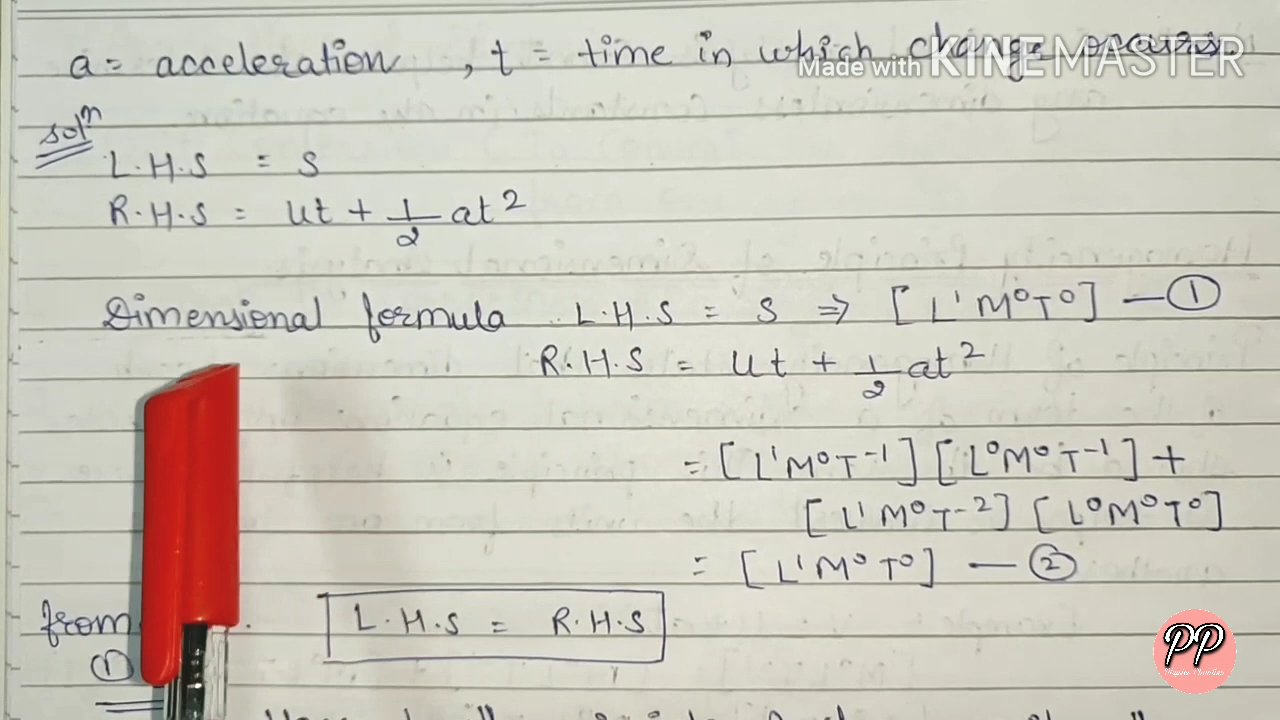 a = acceleration , t = time in which change occurs
Made with KINEMASTER
Solⁿ
L.H.S = S
R.H.S = ut + 1/2 at²
Dimensional formula L.H.S = S ⇒ [L¹M⁰T⁰] — ①
R.H.S = ut + 1/2 at²
= [L¹M⁰T⁻¹] [L⁰M⁰T⁻¹] +
[L¹M⁰T⁻²] [L⁰M⁰T⁰]
= [L¹M⁰T⁰] — ②
from
L.H.S = R.H.S
①
PP